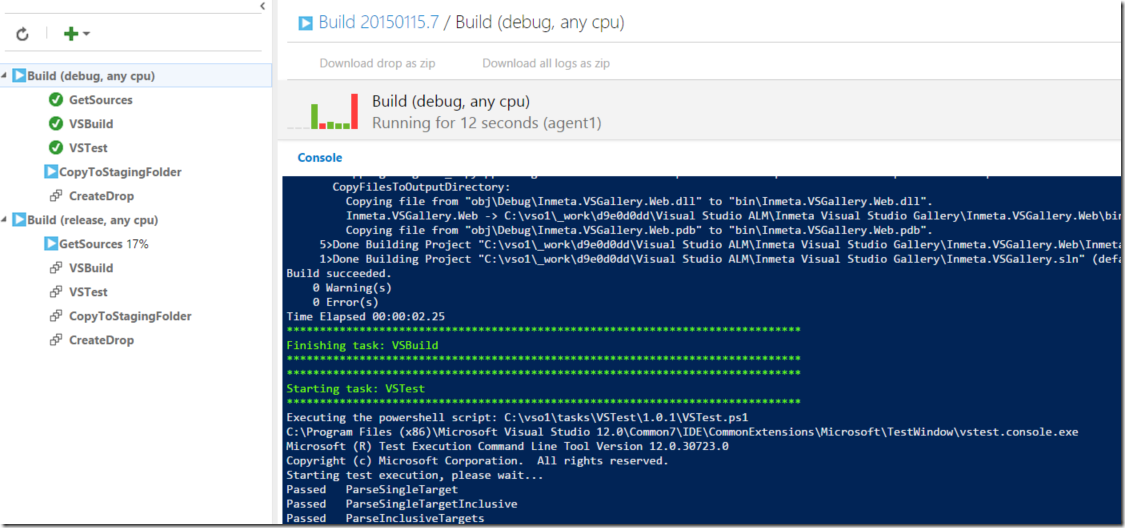 Build (debug, any cpu)
GetSources
VSBuild
VSTest
CopyToStagingFolder
CreateDrop
Build (release, any cpu)
GetSources 17%
VSBuild
VSTest
CopyToStagingFolder
CreateDrop
Build 20150115.7 / Build (debug, any cpu)
Download drop as zip Download all logs as zip
Build (debug, any cpu)
Running for 12 seconds (agent1)
Console
CopyFilesToOutputDirectory:
Copying file from "obj\Debug\Inmeta.VSGallery.Web.dll" to "bin\Inmeta.VSGallery.Web.dll".
Inmeta.VSGallery.Web -> C:\vso1\_work\d9e0d0dd\Visual Studio ALM\Inmeta Visual Studio Gallery\Inmeta.VSGallery.Web\bin
Copying file from "obj\Debug\Inmeta.VSGallery.Web.pdb" to "bin\Inmeta.VSGallery.Web.pdb".
5>Done Building Project "C:\vso1\_work\d9e0d0dd\Visual Studio ALM\Inmeta Visual Studio Gallery\Inmeta.VSGallery.Web\Inmeta
1>Done Building Project "C:\vso1\_work\d9e0d0dd\Visual Studio ALM\Inmeta Visual Studio Gallery\Inmeta.VSGallery.sln" (defa
Build succeeded.
0 Warning(s)
0 Error(s)
Time Elapsed 00:00:02.25
******************************************************************************
Finishing task: VSBuild
******************************************************************************
******************************************************************************
Starting task: VSTest
******************************************************************************
Executing the powershell script: C:\vso1\tasks\VSTest\1.0.1\VSTest.ps1
C:\Program Files (x86)\Microsoft Visual Studio 12.0\Common7\IDE\CommonExtensions\Microsoft\TestWindow\vstest.console.exe
Microsoft (R) Test Execution Command Line Tool Version 12.0.30723.0
Copyright (c) Microsoft Corporation.  All rights reserved.
Starting test execution, please wait...
Passed   ParseSingleTarget
Passed   ParseSingleTargetInclusive
Passed   ParseInclusiveTargets